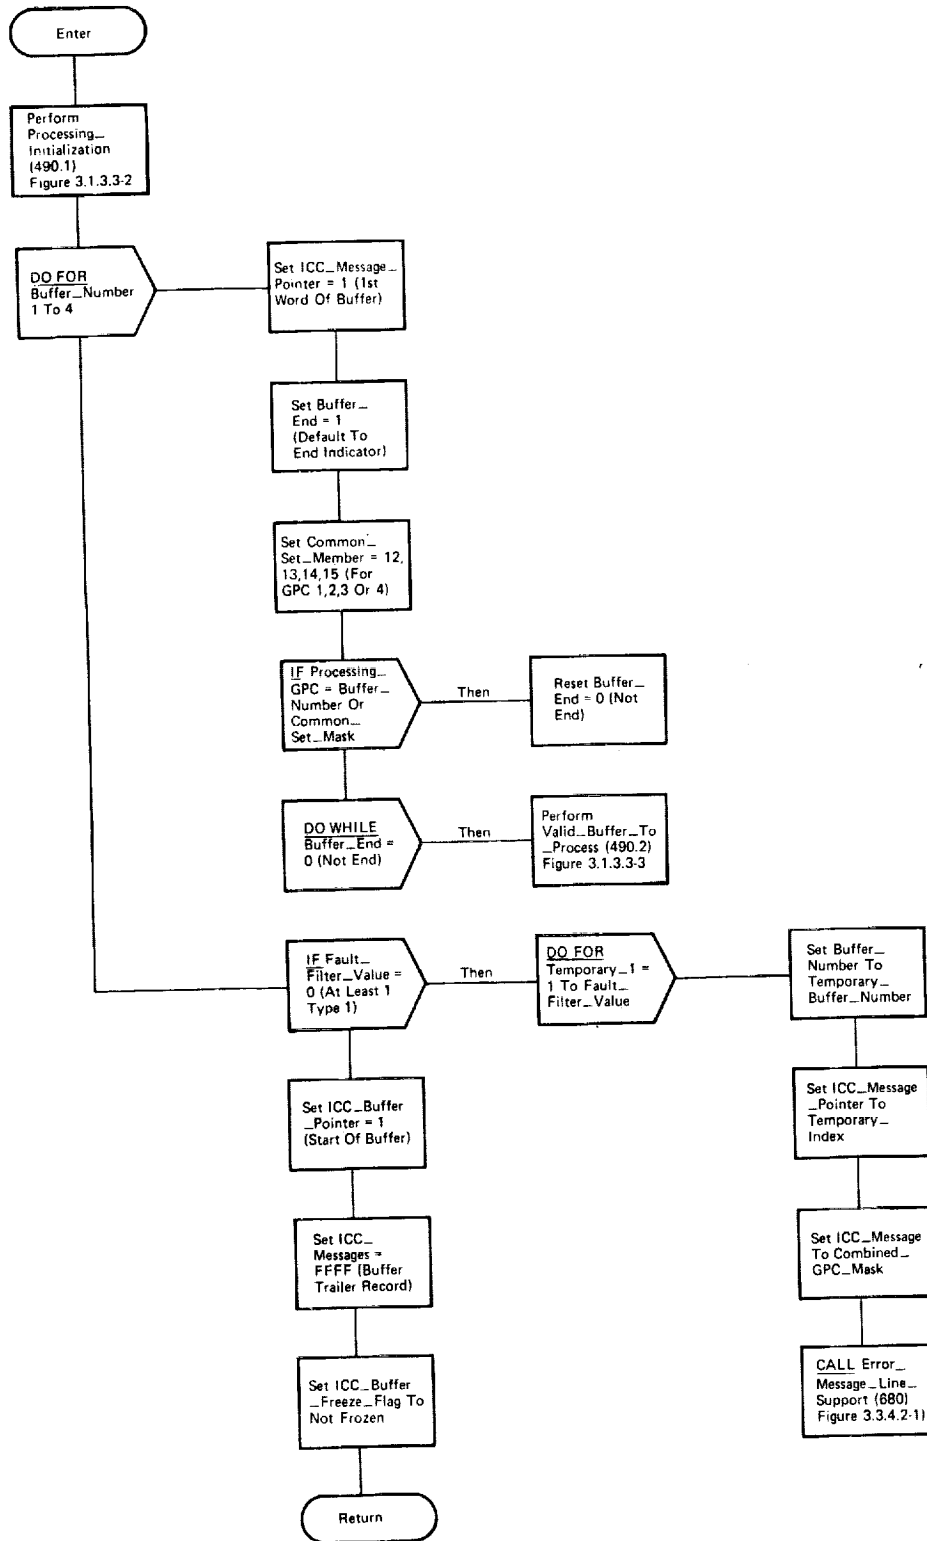 Enter
Perform
Processing_
Initialization
(490.1)
Figure 3.1.3.3-2
DO FOR
Buffer_Number
1 To 4
Set ICC_Message_
Pointer = 1 (1st
Word Of Buffer)
Set Buffer_
End = 1
(Default To
End Indicator)
Set Common_
Set_Member = 12,
13,14,15 (For
GPC 1,2,3 Or 4)
IF Processing_
GPC = Buffer_
Number Or
Common_
Set_Mask
Then
Reset Buffer_
End = 0 (Not
End)
DO WHILE
Buffer_End =
0 (Not End)
Then
Perform
Valid_Buffer_To
_Process (490.2)
Figure 3.1.3.3-3
IF Fault_
Filter_Value =
0 (At Least 1
Type 1)
Then
DO FOR
Temporary_1 =
1 To Fault_
Filter_Value
Set Buffer_
Number To
Temporary_
Buffer_Number
Set ICC_Message
_Pointer To
Temporary_
Index
Set ICC_Message
To Combined_
GPC_Mask
CALL Error_
Message_Line_
Support (680)
Figure 3.3.4.2-1)
Set ICC_Buffer
_Pointer = 1
(Start Of Buffer)
Set ICC_
Messages =
FFFF (Buffer
Trailer Record)
Set ICC_Buffer
_Freeze_Flag To
Not Frozen
Return